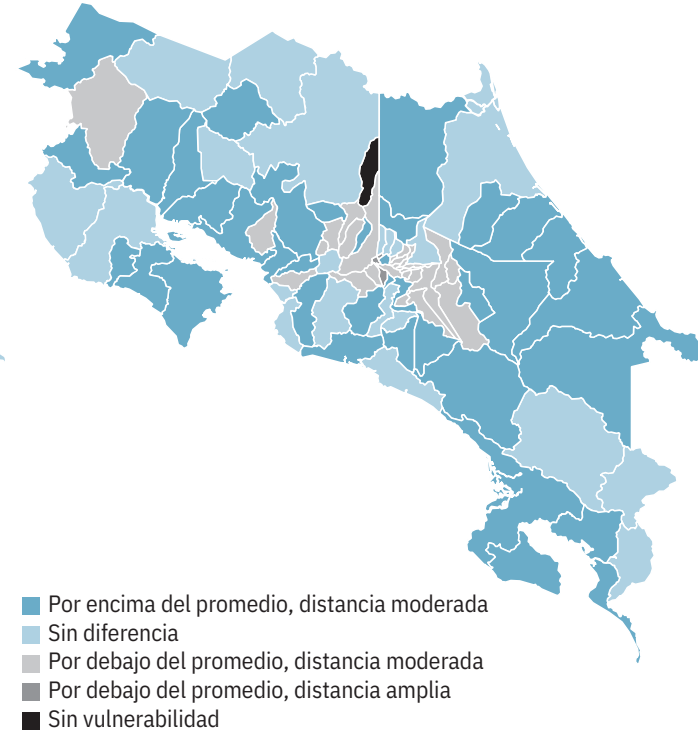 Por encima del promedio, distancia moderada
Sin diferencia
Por debajo del promedio, distancia moderada
Por debajo del promedio, distancia amplia
Sin vulnerabilidad